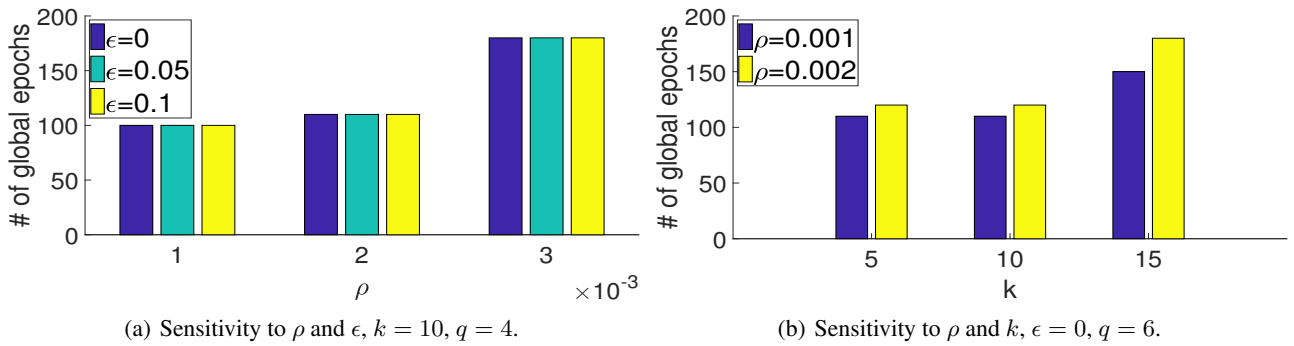 200
150
100
50
0
# of global epochs
ϵ=0
ϵ=0.05
ϵ=0.1
1 2 3
ρ
×10⁻³
(a) Sensitivity to ρ and ϵ, k = 10, q = 4.
200
150
100
50
0
# of global epochs
ρ=0.001
ρ=0.002
5 10 15
k
(b) Sensitivity to ρ and k, ϵ = 0, q = 6.